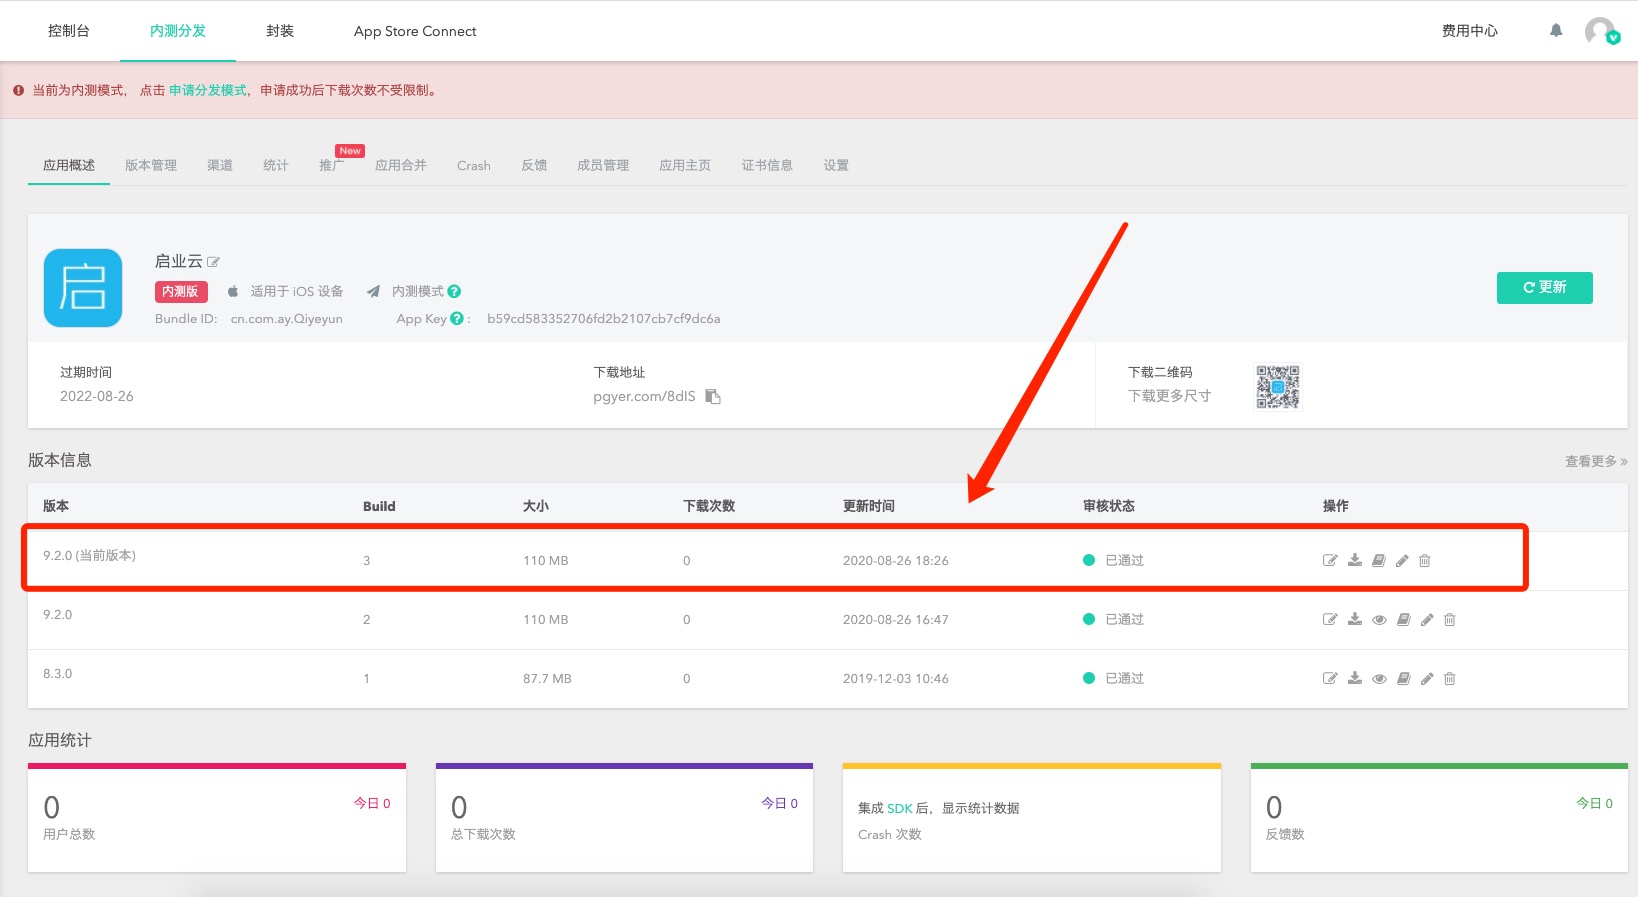 控制台 内测分发 封装 App Store Connect 费用中心
当前为内测模式， 点击 申请分发模式，申请成功后下载次数不受限制。
New
应用概述 版本管理 渠道 统计 推广 应用合并 Crash 反馈 成员管理 应用主页 证书信息 设置
启
启业云
更新
内测版 适用于 iOS 设备 内测模式 ?
Bundle ID: cn.com.ay.Qiyeyun App Key ? : b59cd583352706fd2b2107cb7cf9dc6a
过期时间 下载地址 下载二维码
2022-08-26 pgyer.com/8dIS 下载更多尺寸
版本信息 查看更多 »
版本 Build 大小 下载次数 更新时间 审核状态 操作
9.2.0 (当前版本) 3 110 MB 0 2020-08-26 18:26 已通过
9.2.0 2 110 MB 0 2020-08-26 16:47 已通过
8.3.0 1 87.7 MB 0 2019-12-03 10:46 已通过
应用统计
0 今日 0
用户总数
0 今日 0
总下载次数
集成 SDK 后，显示统计数据
Crash 次数
0 今日 0
反馈数